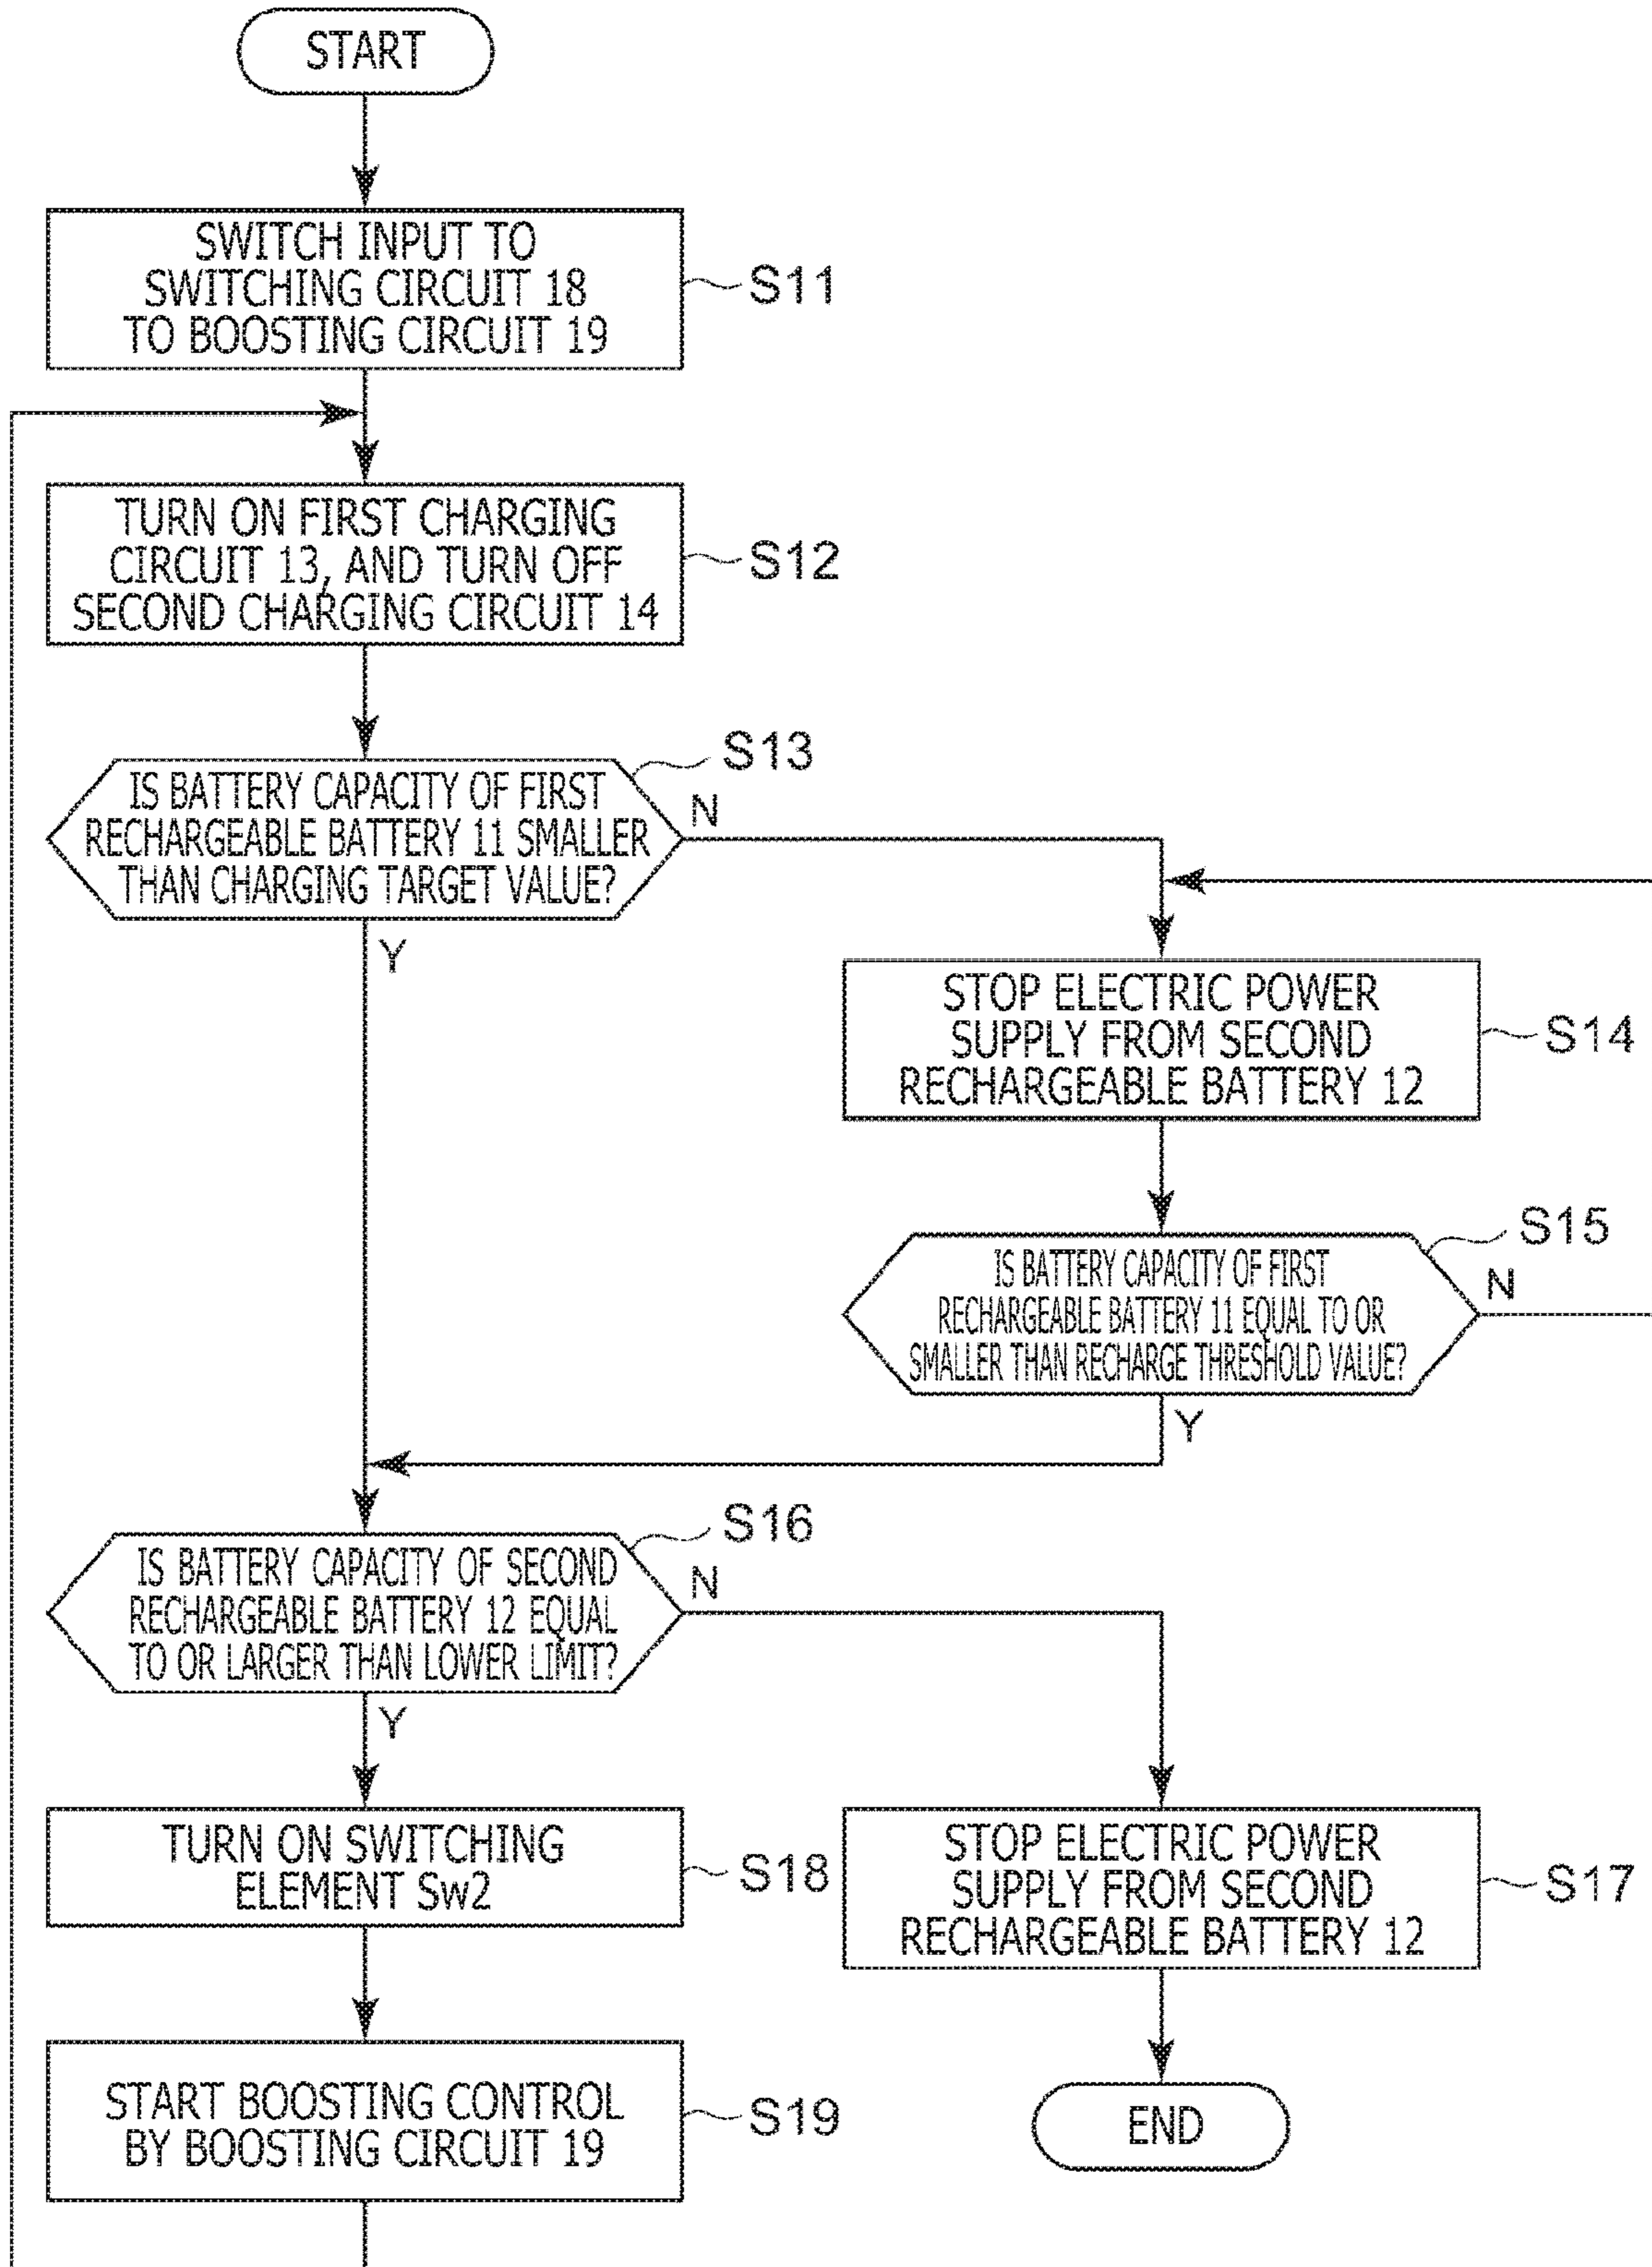 START
SWITCH INPUT TO
SWITCHING CIRCUIT 18
TO BOOSTING CIRCUIT 19
S11
TURN ON FIRST CHARGING
CIRCUIT 13, AND TURN OFF
SECOND CHARGING CIRCUIT 14
S12
IS BATTERY CAPACITY OF FIRST
RECHARGEABLE BATTERY 11 SMALLER
THAN CHARGING TARGET VALUE?
S13
N
Y
STOP ELECTRIC POWER
SUPPLY FROM SECOND
RECHARGEABLE BATTERY 12
S14
IS BATTERY CAPACITY OF FIRST
RECHARGEABLE BATTERY 11 EQUAL TO OR
SMALLER THAN RECHARGE THRESHOLD VALUE?
S15
N
Y
IS BATTERY CAPACITY OF SECOND
RECHARGEABLE BATTERY 12 EQUAL
TO OR LARGER THAN LOWER LIMIT?
S16
N
Y
TURN ON SWITCHING
ELEMENT Sw2
S18
STOP ELECTRIC POWER
SUPPLY FROM SECOND
RECHARGEABLE BATTERY 12
S17
START BOOSTING CONTROL
BY BOOSTING CIRCUIT 19
S19
END